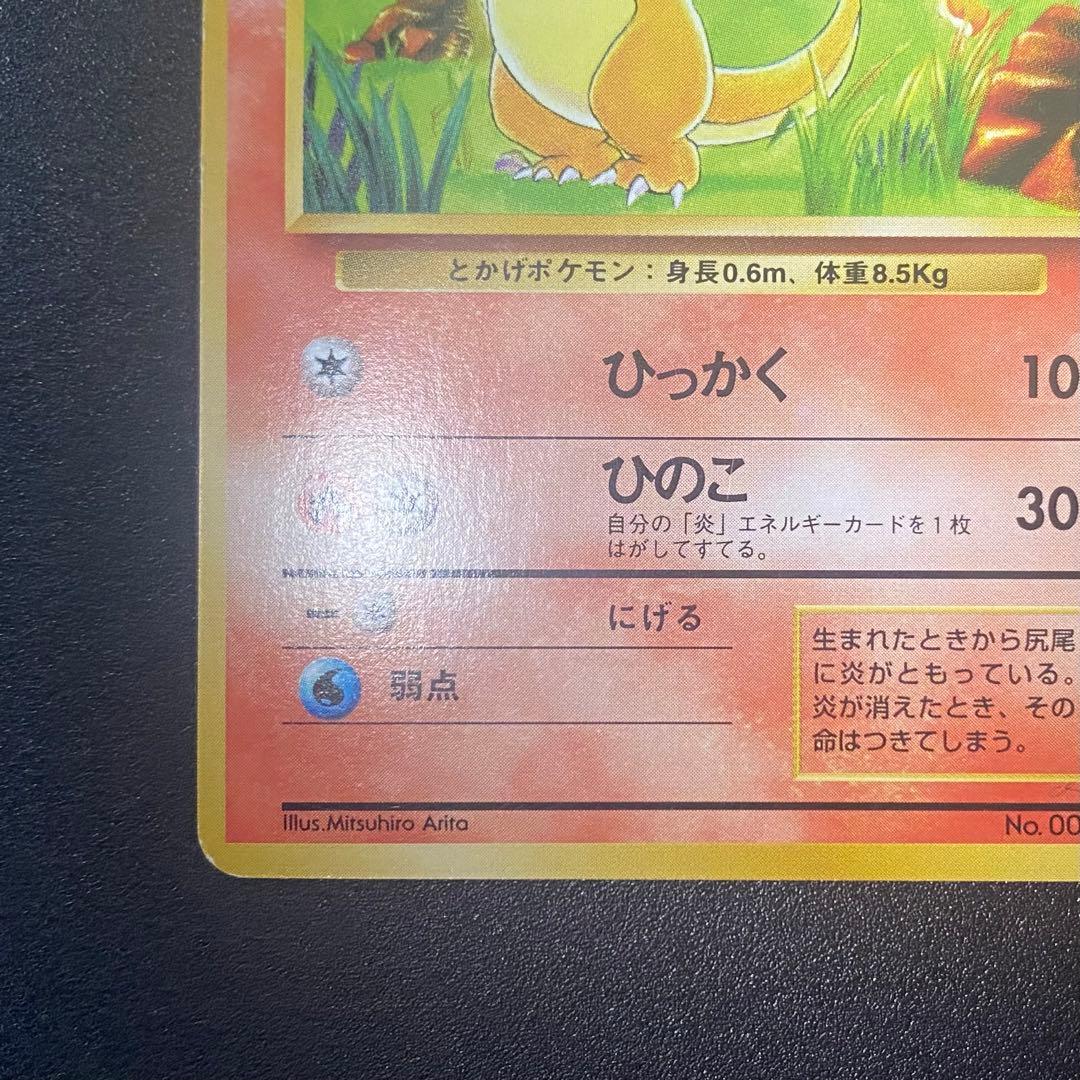 とかげポケモン：身長0.6m、体重8.5Kg
ひっかく 10
ひのこ 30
自分の「炎」エネルギーカードを1枚
はがしてすてる。
にげる
弱点
生まれたときから尻尾
に炎がともっている。
炎が消えたとき、その
命はつきてしまう。
Illus.Mitsuhiro Arita
No. 00